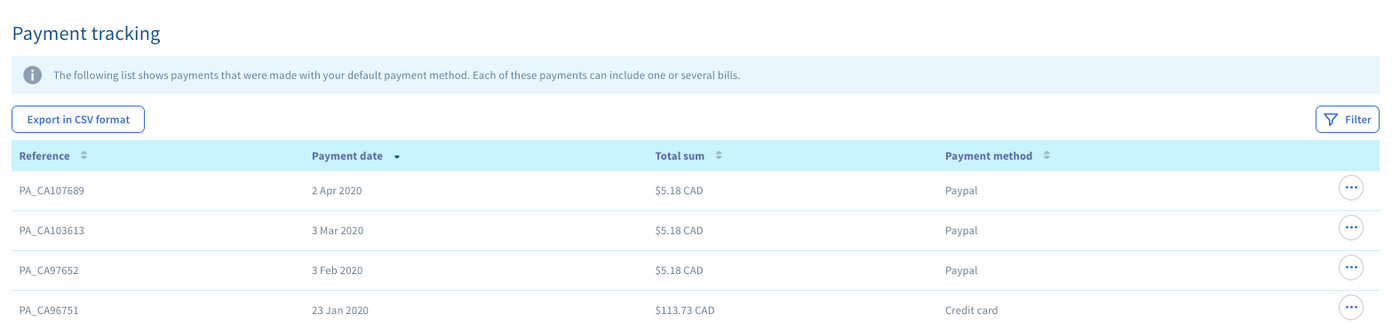 Payment tracking
The following list shows payments that were made with your default payment method. Each of these payments can include one or several bills.
Export in CSV format Filter
Reference Payment date Total sum Payment method
PA_CA107689 2 Apr 2020 $5.18 CAD Paypal
PA_CA103613 3 Mar 2020 $5.18 CAD Paypal
PA_CA97652 3 Feb 2020 $5.18 CAD Paypal
PA_CA96751 23 Jan 2020 $113.73 CAD Credit card